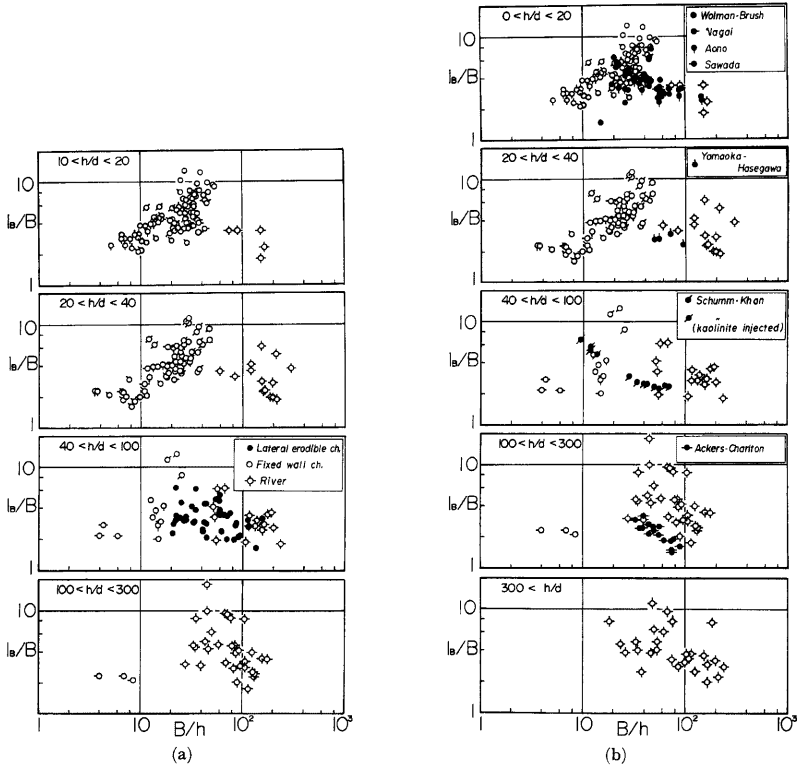 10 < h/d < 20
10
l_B/B
1
20 < h/d < 40
10
l_B/B
1
40 < h/d < 100
Lateral erodible ch.
Fixed wall ch.
River
10
l_B/B
1
100 < h/d < 300
10
l_B/B
1
1 10 B/h 10² 10³
(a)
0 < h/d < 20
Wolman-Brush
Nagai
Aono
Sawada
10
l_B/B
1
20 < h/d < 40
Yamaoka-
Hasegawa
10
l_B/B
1
40 < h/d < 100
Schumm-Khan
"
(kaolinite injected)
10
l_B/B
1
100 < h/d < 300
Ackers-Charlton
10
l_B/B
1
300 < h/d
10
l_B/B
1
1 10 B/h 10² 10³
(b)